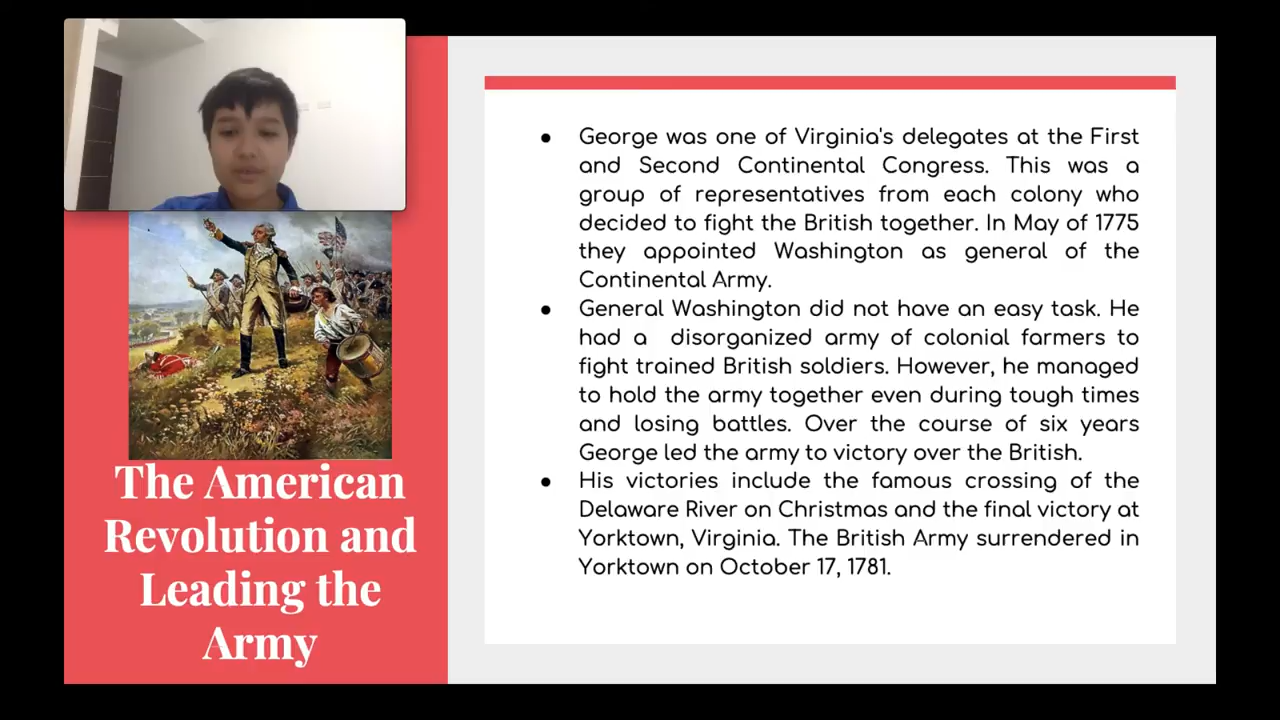 The American
Revolution and
Leading the
Army
● George was one of Virginia's delegates at the First
and Second Continental Congress. This was a
group of representatives from each colony who
decided to fight the British together. In May of 1775
they appointed Washington as general of the
Continental Army.
● General Washington did not have an easy task. He
had a disorganized army of colonial farmers to
fight trained British soldiers. However, he managed
to hold the army together even during tough times
and losing battles. Over the course of six years
George led the army to victory over the British.
● His victories include the famous crossing of the
Delaware River on Christmas and the final victory at
Yorktown, Virginia. The British Army surrendered in
Yorktown on October 17, 1781.